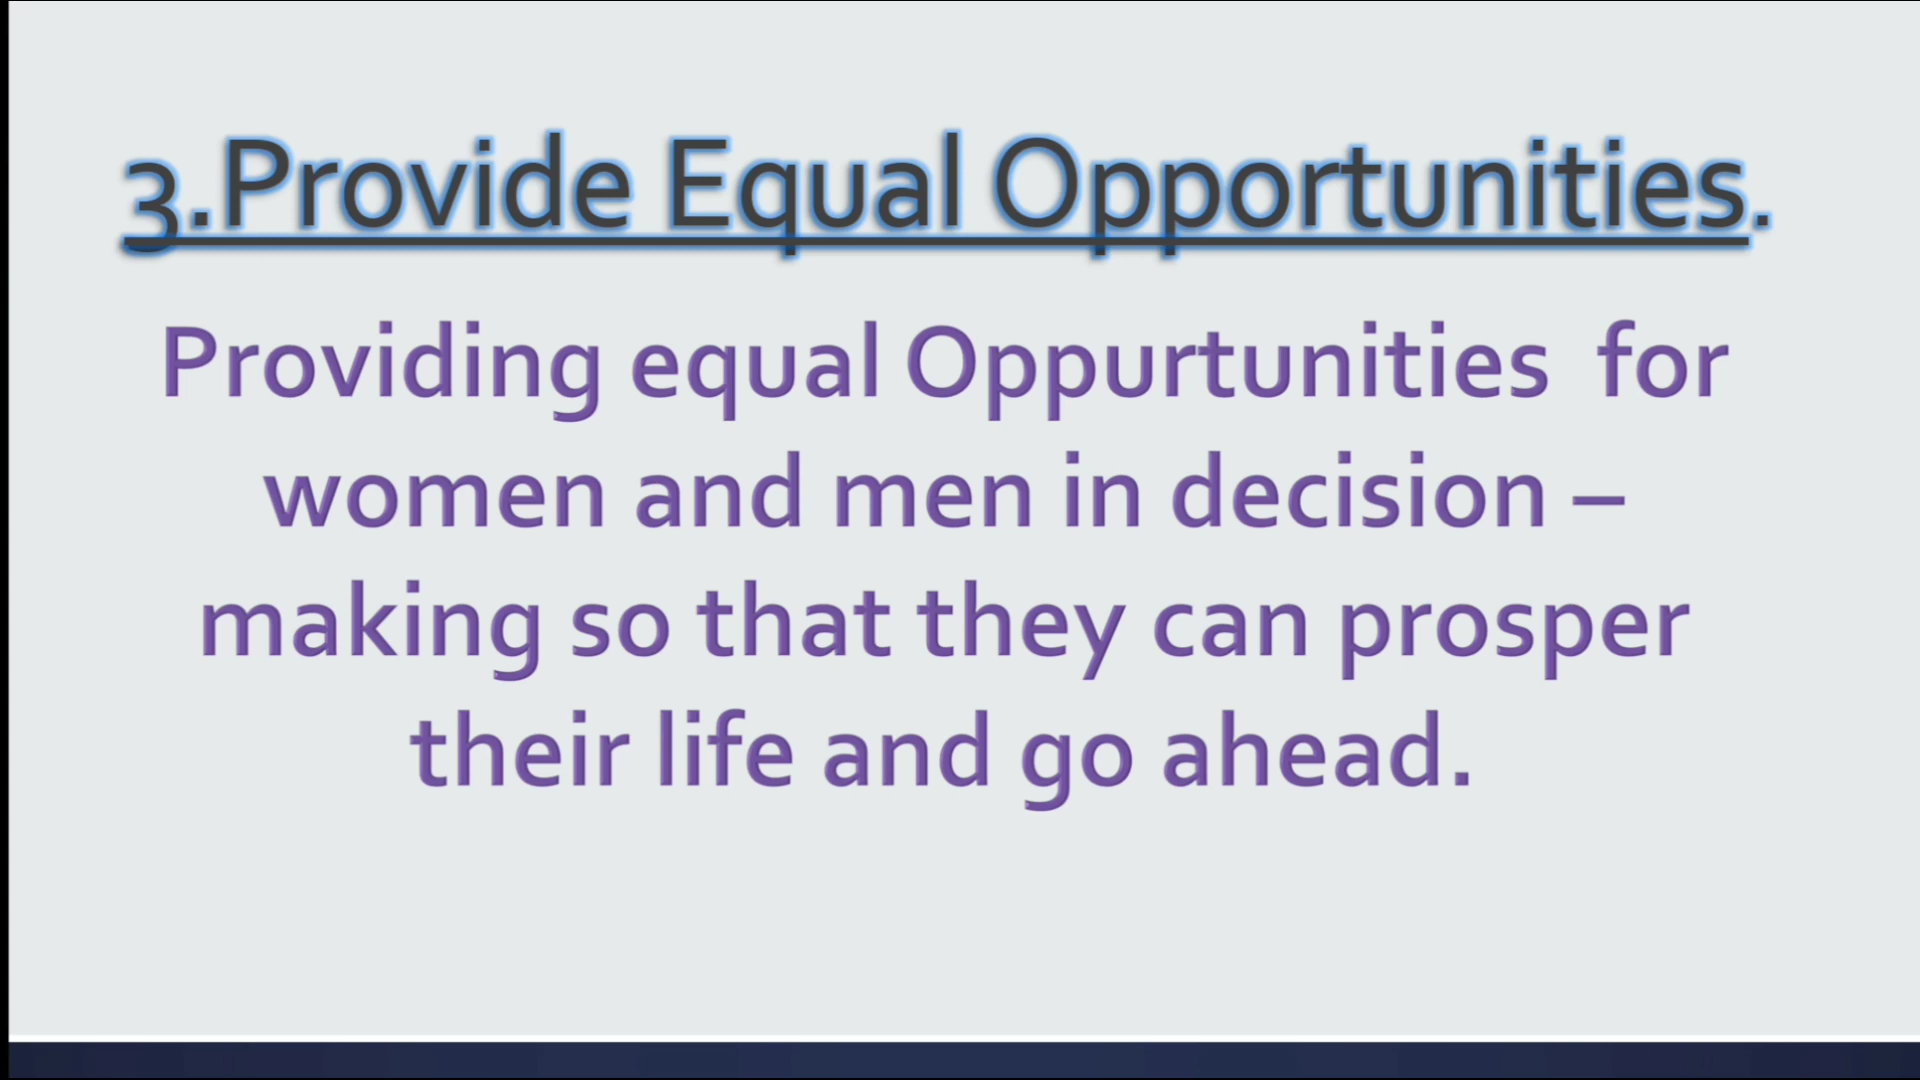 3.Provide Equal Opportunities.
Providing equal Oppurtunities for
women and men in decision –
making so that they can prosper
their life and go ahead.